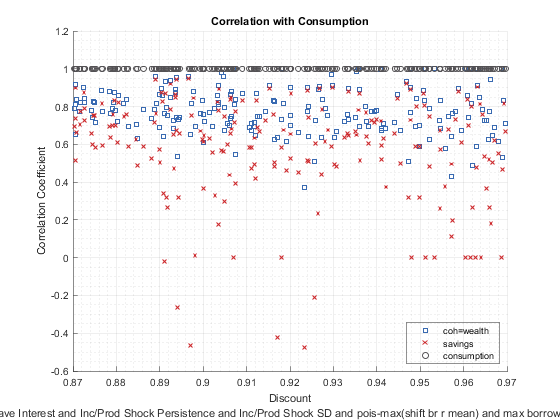 Correlation with Consumption
1.2
1
0.8
0.6
0.4
0.2
0
-0.2
-0.4
-0.6
Correlation Coefficient
0.87 0.88 0.89 0.9 0.91 0.92 0.93 0.94 0.95 0.96 0.97
Discount
coh=wealth
savings
consumption
ave Interest and Inc/Prod Shock Persistence and Inc/Prod Shock SD and pois-max(shift br r mean) and max borrow